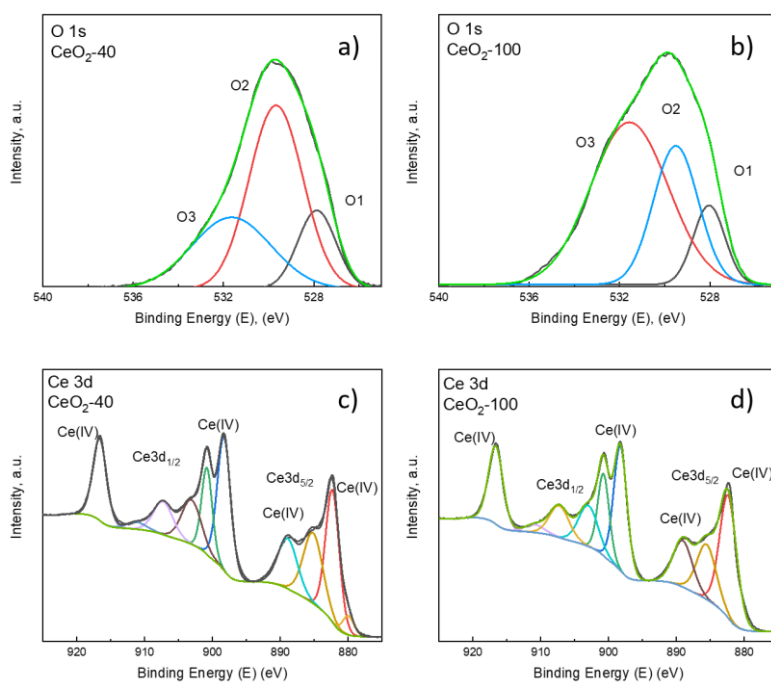 O 1s
CeO₂-40
a)
O2
O3
O1
Intensity, a.u.
540 536 532 528
Binding Energy (E), (eV)
O 1s
CeO₂-100
b)
O2
O3
O1
Intensity, a.u.
540 536 532 528
Binding Energy (E), (eV)
Ce 3d
CeO₂-40
c)
Ce(IV)
Ce(IV)
Ce3d₁/₂
Ce3d₅/₂
Ce(IV)
Ce(IV)
Intensity, a.u.
920 910 900 890 880
Binding Energy (E) (eV)
Ce 3d
CeO₂-100
d)
Ce(IV)
Ce(IV)
Ce3d₁/₂
Ce3d₅/₂
Ce(IV)
Ce(IV)
Intensity, a.u.
920 910 900 890 880
Binding Energy (E) (eV)